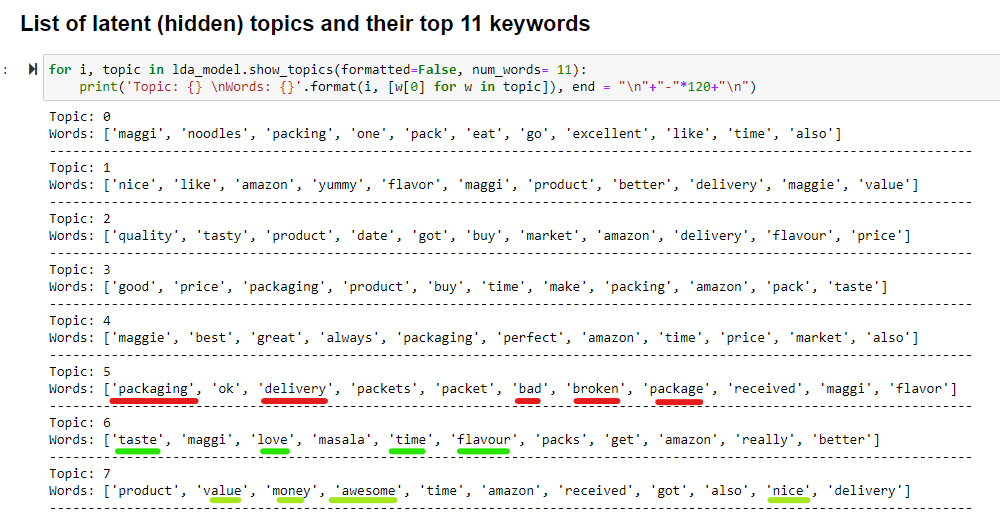 List of latent (hidden) topics and their top 11 keywords
: for i, topic in lda_model.show_topics(formatted=False, num_words= 11):
print('Topic: {} \nWords: {}'.format(i, [w[0] for w in topic]), end = "\n"+"-"*120+"\n")
Topic: 0
Words: ['maggi', 'noodles', 'packing', 'one', 'pack', 'eat', 'go', 'excellent', 'like', 'time', 'also']
------------------------------------------------------------------------------------------------------------------------
Topic: 1
Words: ['nice', 'like', 'amazon', 'yummy', 'flavor', 'maggi', 'product', 'better', 'delivery', 'maggie', 'value']
------------------------------------------------------------------------------------------------------------------------
Topic: 2
Words: ['quality', 'tasty', 'product', 'date', 'got', 'buy', 'market', 'amazon', 'delivery', 'flavour', 'price']
------------------------------------------------------------------------------------------------------------------------
Topic: 3
Words: ['good', 'price', 'packaging', 'product', 'buy', 'time', 'make', 'packing', 'amazon', 'pack', 'taste']
------------------------------------------------------------------------------------------------------------------------
Topic: 4
Words: ['maggie', 'best', 'great', 'always', 'packaging', 'perfect', 'amazon', 'time', 'price', 'market', 'also']
------------------------------------------------------------------------------------------------------------------------
Topic: 5
Words: ['packaging', 'ok', 'delivery', 'packets', 'packet', 'bad', 'broken', 'package', 'received', 'maggi', 'flavor']
------------------------------------------------------------------------------------------------------------------------
Topic: 6
Words: ['taste', 'maggi', 'love', 'masala', 'time', 'flavour', 'packs', 'get', 'amazon', 'really', 'better']
------------------------------------------------------------------------------------------------------------------------
Topic: 7
Words: ['product', 'value', 'money', 'awesome', 'time', 'amazon', 'received', 'got', 'also', 'nice', 'delivery']
------------------------------------------------------------------------------------------------------------------------